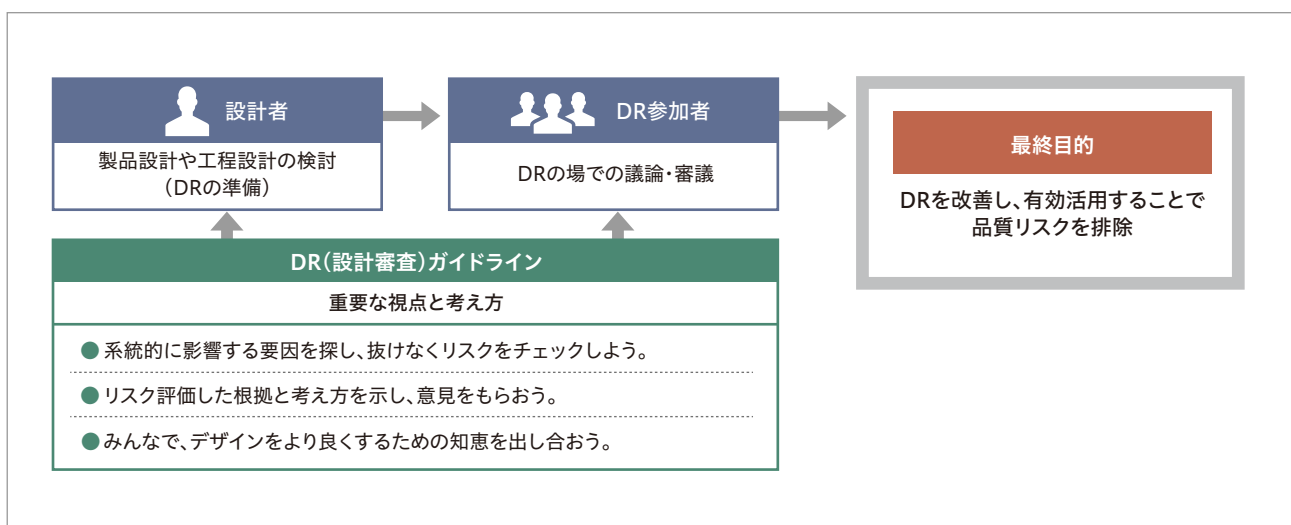 設計者
製品設計や工程設計の検討
（DRの準備）
DR参加者
DRの場での議論・審議
最終目的
DRを改善し、有効活用することで
品質リスクを排除
DR（設計審査）ガイドライン
重要な視点と考え方
● 系統的に影響する要因を探し、抜けなくリスクをチェックしよう。
● リスク評価した根拠と考え方を示し、意見をもらおう。
● みんなで、デザインをより良くするための知恵を出し合おう。